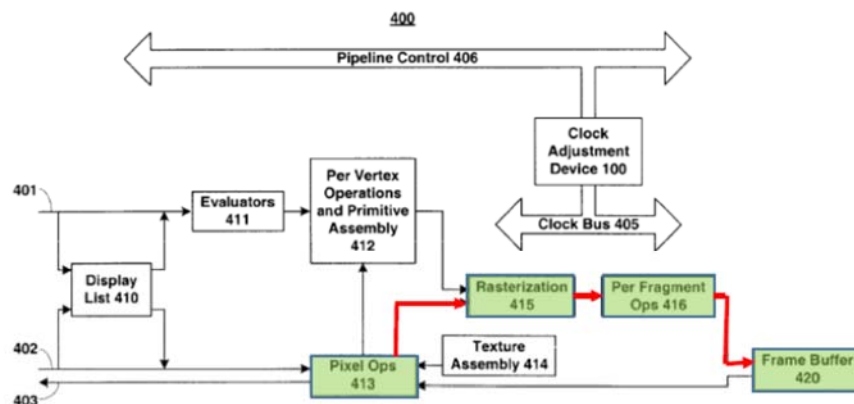 400
Pipeline Control 406
Clock
Adjustment
Device 100
Per Vertex
Operations
and Primitive
Assembly
412
401
Evaluators
411
Clock Bus 405
Display
List 410
Rasterization
415
Per Fragment
Ops 416
402
Pixel Ops
413
Texture
Assembly 414
Frame Buffer
420
403